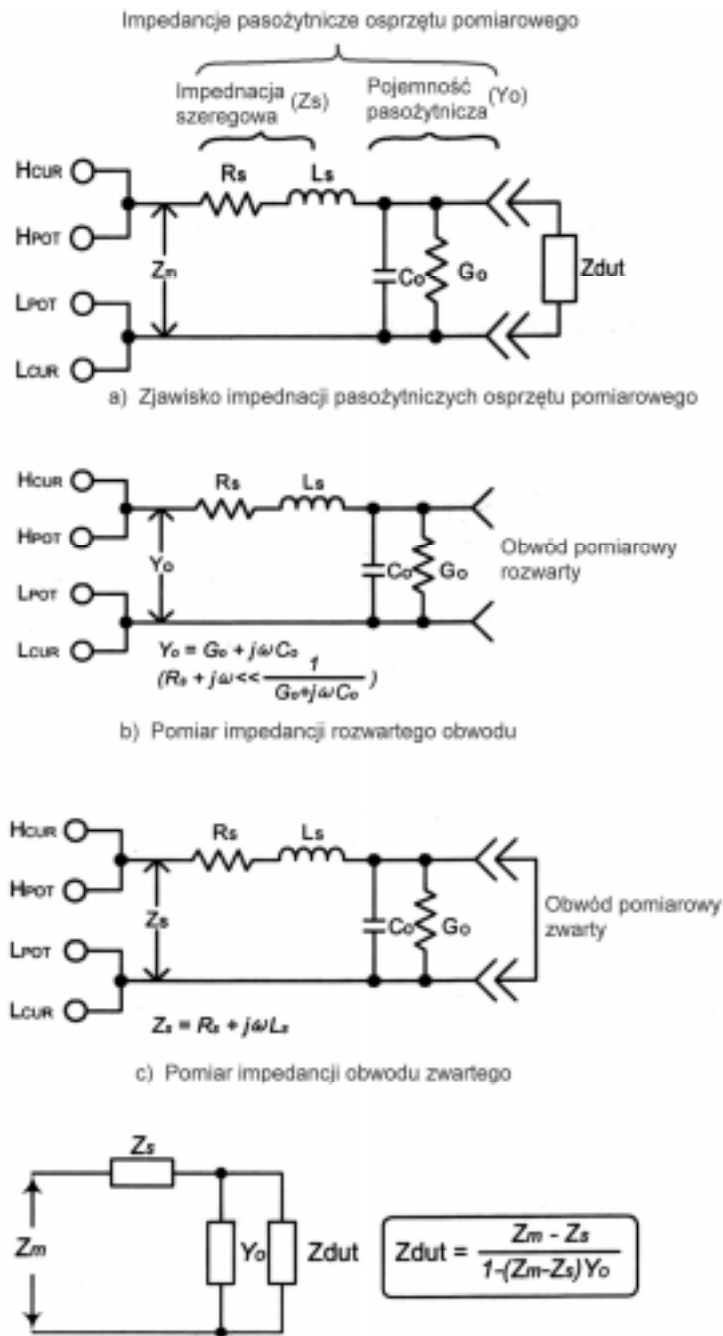 Impedancje pasożytnicze osprzętu pomiarowego
Impednacja szeregowa (Zs)
Pojemność pasożytnicza (Yo)
HCUR
Rs
Ls
HPOT
Zm
Co
Go
Zdut
LPOT
LCUR
a) Zjawisko impednacji pasożytniczych osprzętu pomiarowego
HCUR
Rs
Ls
HPOT
Yo
Co
Go
Obwód pomiarowy
rozwarty
LPOT
LCUR
Yo = Go + jωCo
(Rs + jω<< 1 / Go+jωCo )
b) Pomiar impedancji rozwartego obwodu
HCUR
Rs
Ls
HPOT
Zs
Co
Go
Obwód pomiarowy
zwarty
LPOT
LCUR
Zs = Rs + jωLs
c) Pomiar impedancji obwodu zwartego
Zs
Zm
Yo
Zdut
Zdut = Zm - Zs / 1-(Zm-Zs)Yo